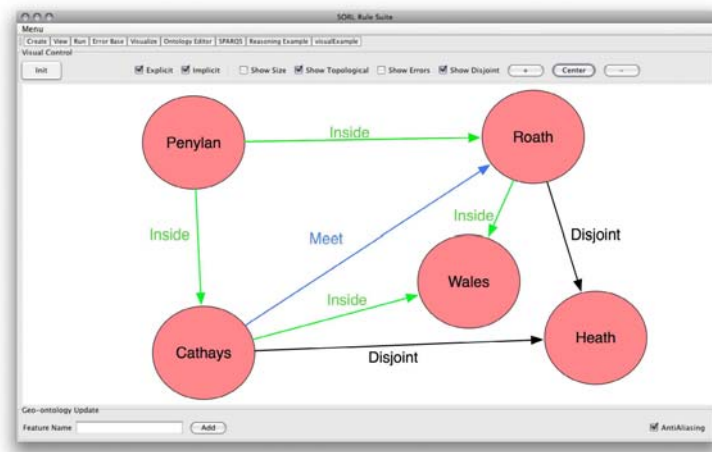 SORL Rule Suite
Menu
Create View Run Error Base Visualize Ontology Editor SPARQS Reasoning Example visualExample
Visual Control
Init Explicit Implicit Show Size Show Topological Show Errors Show Disjoint + Center -
Penylan Inside Roath
Inside Meet Inside Disjoint
Inside Wales
Cathays Disjoint Heath
Geo-ontology Update
Feature Name Add AntiAliasing